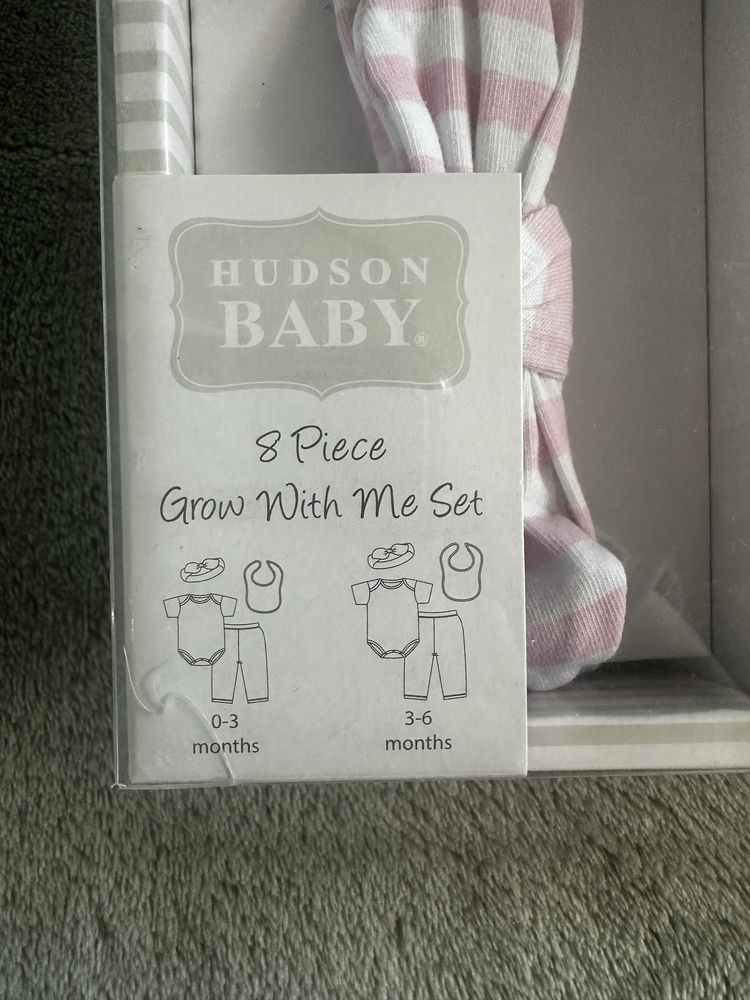 HUDSON
BABY®
8 Piece
Grow With Me Set
0-3
months
3-6
months